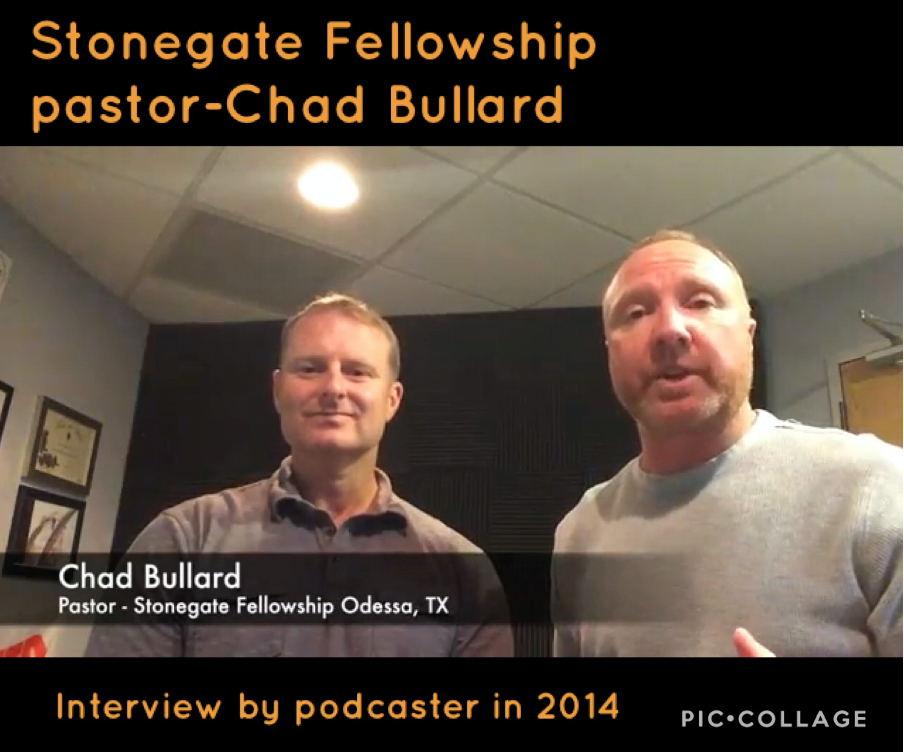 Stonegate Fellowship
pastor-Chad Bullard
Chad Bullard
Pastor - Stonegate Fellowship Odessa, TX
Interview by podcaster in 2014
PIC•COLLAGE